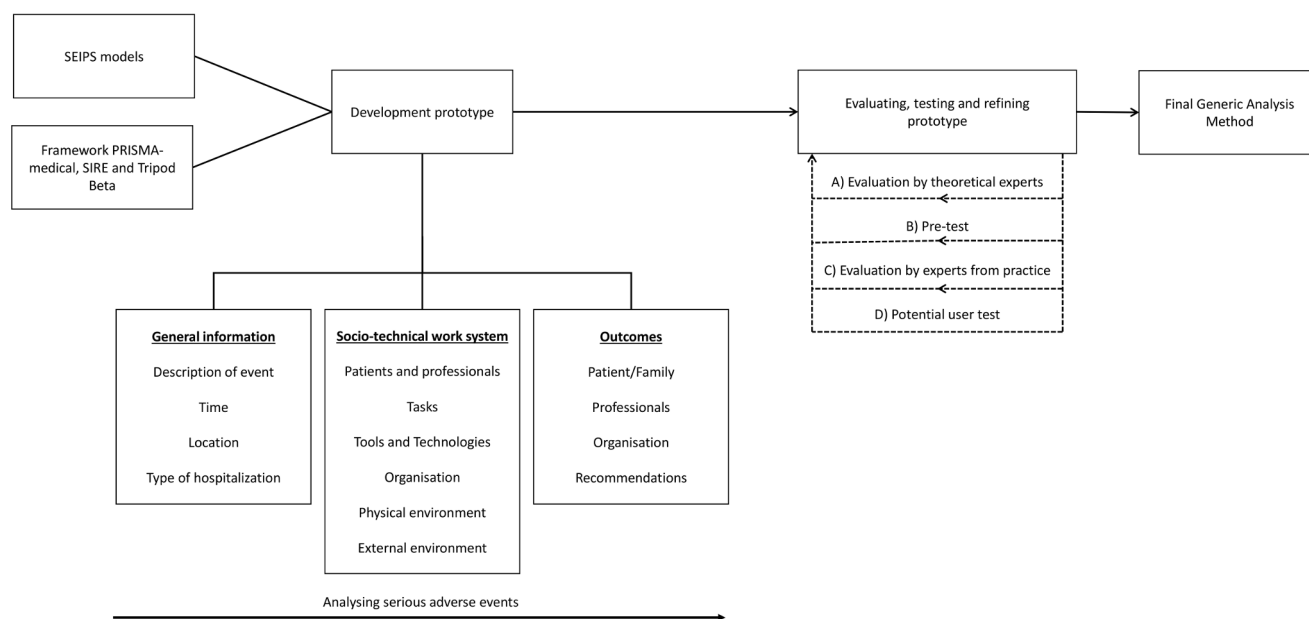 SEIPS models
Framework PRISMA-
medical, SIRE and Tripod
Beta
Development prototype
Evaluating, testing and refining
prototype
Final Generic Analysis
Method
A) Evaluation by theoretical experts
B) Pre-test
C) Evaluation by experts from practice
D) Potential user test
General information
Description of event
Time
Location
Type of hospitalization
Socio-technical work system
Patients and professionals
Tasks
Tools and Technologies
Organisation
Physical environment
External environment
Outcomes
Patient/Family
Professionals
Organisation
Recommendations
Analysing serious adverse events